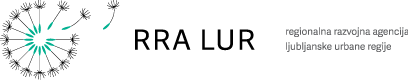 RRA LUR
regionalna razvojna agencija
ljubljanske urbane regije